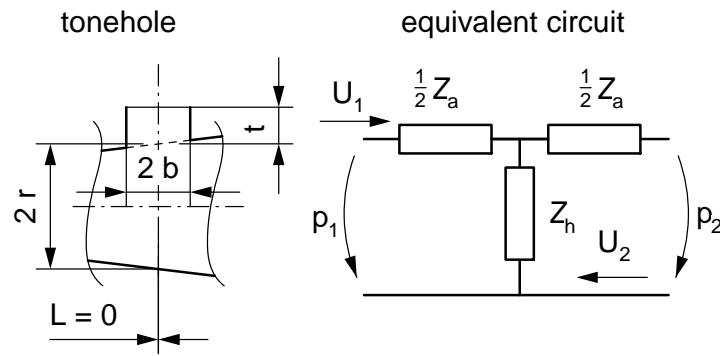 tonehole
equivalent circuit
U₁
½ Zₐ
½ Zₐ
t
2 b
2 r
p₁
Zₕ
p₂
U₂
L = 0